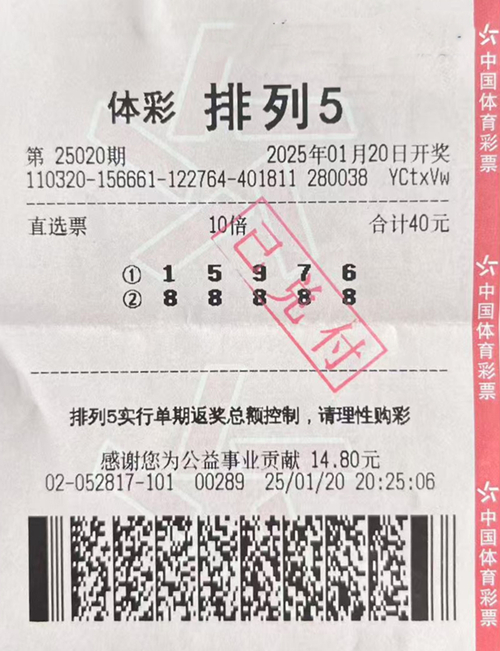 体彩 排列5
第 25020期 2025年01月20日开奖
110320-156661-122764-401811 280038 YCtxVw
直选票 10倍 合计40元
① 1 5 9 7 6
② 8 8 8 8 8
已兑付
排列5实行单期返奖总额控制，请理性购彩
感谢您为公益事业贡献 14.80元
02-052817-101 00289 25/01/20 20:25:06
中国体育彩票
中国体育彩票
中国体育彩票